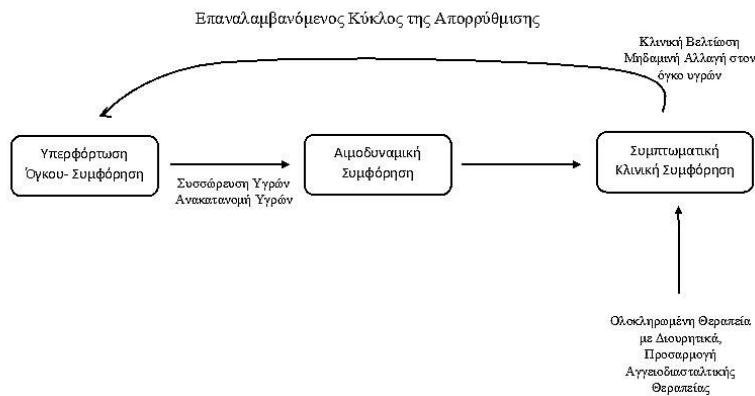 Επαναλαμβανόμενος Κύκλος της Απορρύθμισης
Κλινική Βελτίωση
Μηδαμινή Αλλαγή στον
όγκο υγρών
Υπερφόρτωση
Όγκου- Συμφόρηση
Συσσώρευση Υγρών
Ανακατανομή Υγρών
Αιμοδυναμική
Συμφόρηση
Συμπτωματική
Κλινική Συμφόρηση
Ολοκληρωμένη Θεραπεία
με Διουρητικά,
Προσαρμογή
Αγγειοδιασταλτικής
Θεραπείας